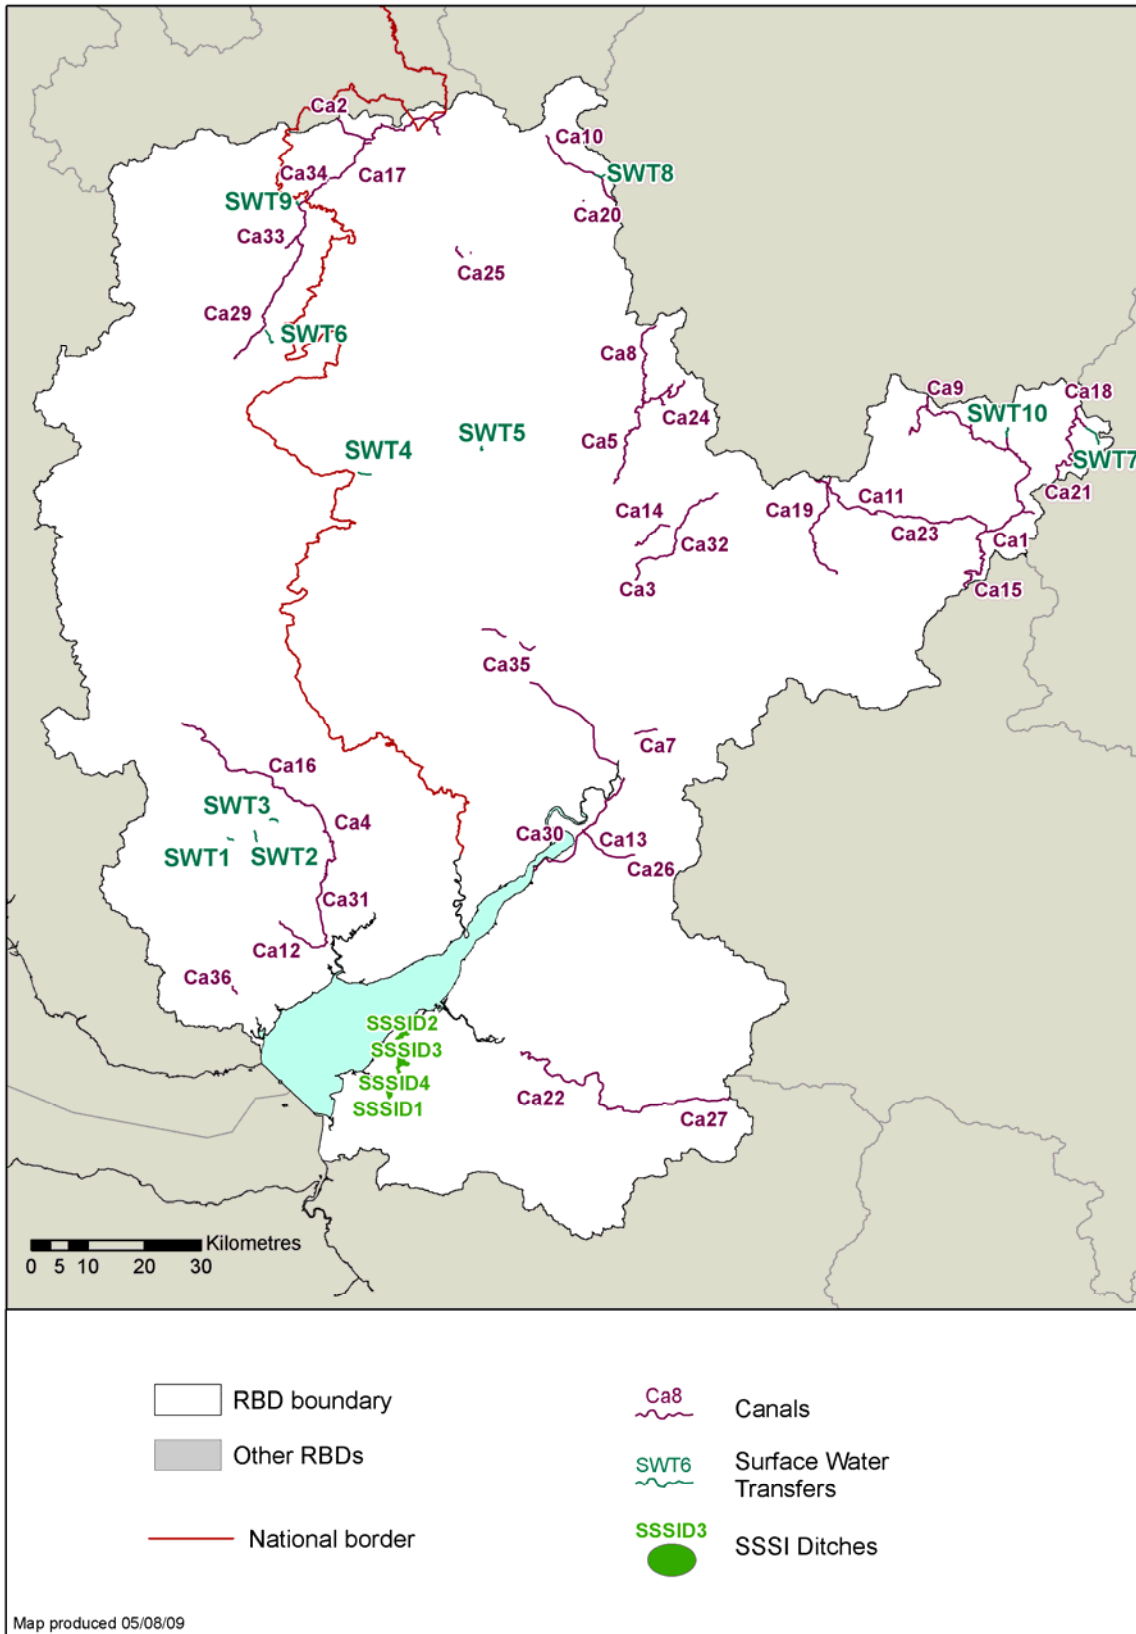 Ca2
Ca10
Ca34
Ca17
SWT8
SWT9
Ca20
Ca33
Ca25
Ca29
SWT6
Ca8
Ca9
Ca18
Ca24
SWT10
Ca5
SWT5
SWT4
SWT7
Ca21
Ca11
Ca19
Ca14
Ca23
Ca32
Ca1
Ca3
Ca15
Ca35
Ca7
Ca16
SWT3
Ca4
Ca30
Ca13
SWT1
SWT2
Ca26
Ca31
Ca12
Ca36
SSSID2
SSSID3
SSSID4
SSSID1
Ca22
Ca27
Kilometres
0 5 10 20 30
RBD boundary
Other RBDs
National border
Ca8
Canals
SWT6
Surface Water
Transfers
SSSID3
SSSI Ditches
Map produced 05/08/09